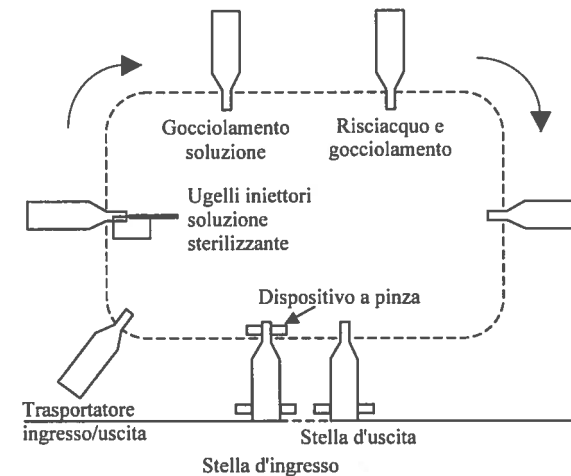 Gocciolamento
soluzione
Risciacquo e
gocciolamento
Ugelli iniettori
soluzione
sterilizzante
Dispositivo a pinza
Trasportatore
ingresso/uscita
Stella d'uscita
Stella d'ingresso